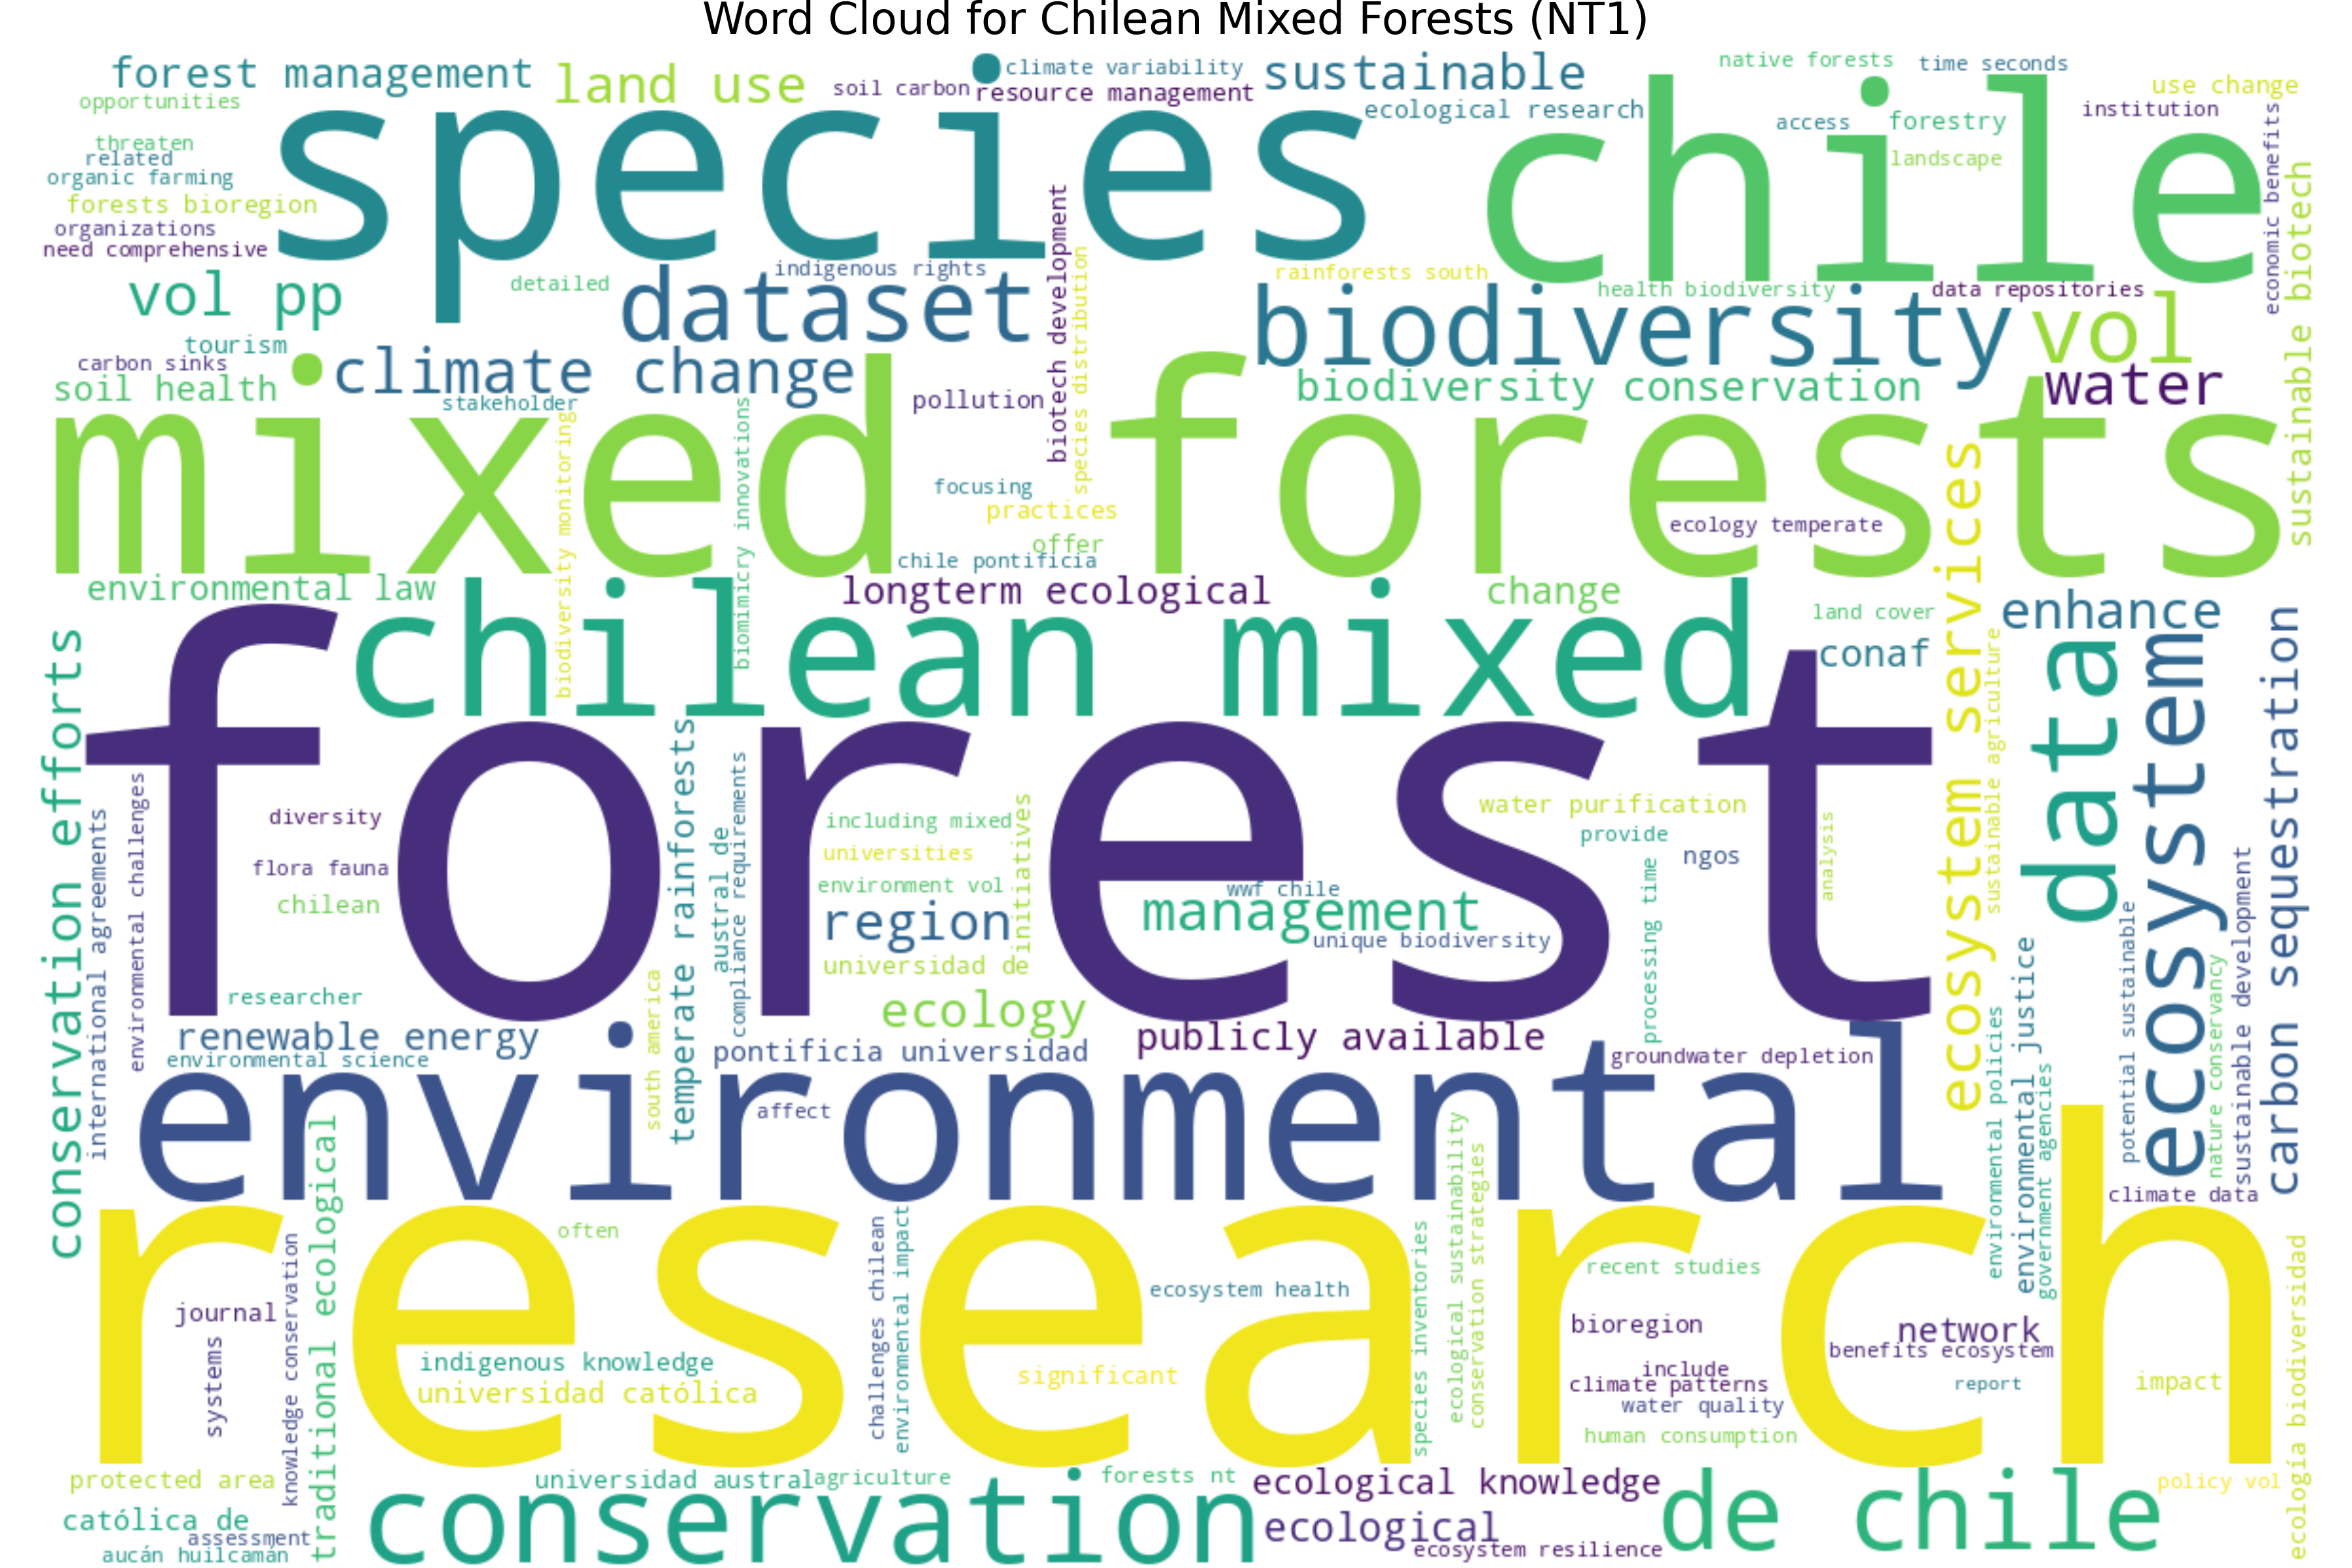 Word Cloud for Chilean Mixed Forests (NT1)
forest management
land use
soil carbon
climate variability
resource management
sustainable
ecological research
native forests
time seconds
use change
institution
access
forestry
landscape
opportunities
threaten
related
organic farming
forests bioregion
organizations
need comprehensive
species
chile
economic benefits
sustainable biotech
vol pp
detailed
dataset
indigenous rights
biotech development
species distribution
rainforests south
health biodiversity
data repositories
biodiversity
vol
tourism
carbon sinks
soil health
climate change
stakeholder
pollution
biodiversity conservation
water
mixed forests
biodiversity monitoring
biomimicry innovations
focusing
practices
offer
chile pontificia
ecology temperate
environmental law
longterm ecological
change
land cover
enhance
chilean mixed
conaf
ecosystem services
sustainable agriculture
data
ecosystem
carbon sequestration
conservation efforts
international agreements
environmental challenges
forest
diversity
flora fauna
chilean
researcher
temperate rainforests
south america
austral de
compliance requirements
including mixed
universities
environment vol
initiatives
region
universidad de
ecology
wwf chile
management
unique biodiversity
water purification
provide
ngos
processing time
analysis
renewable energy
environmental science
pontificia universidad
publicly available
groundwater depletion
environmental
affect
environmental policies
environmental justice
government agencies
potential sustainable
nature conservancy
sustainable development
climate data
traditional ecological
knowledge conservation
research
often
journal
systems
indigenous knowledge
universidad católica
challenges chilean
environmental impact
ecosystem health
significant
species inventories
ecological sustainability
conservation strategies
recent studies
bioregion
include
climate patterns
water quality
human consumption
network
benefits ecosystem
report
impact
ecología biodiversidad
protected area
católica de
assessment
aucán huilcamán
universidad austral
agriculture
forests nt
conservation
ecological knowledge
ecological
ecosystem resilience
de chile
policy vol